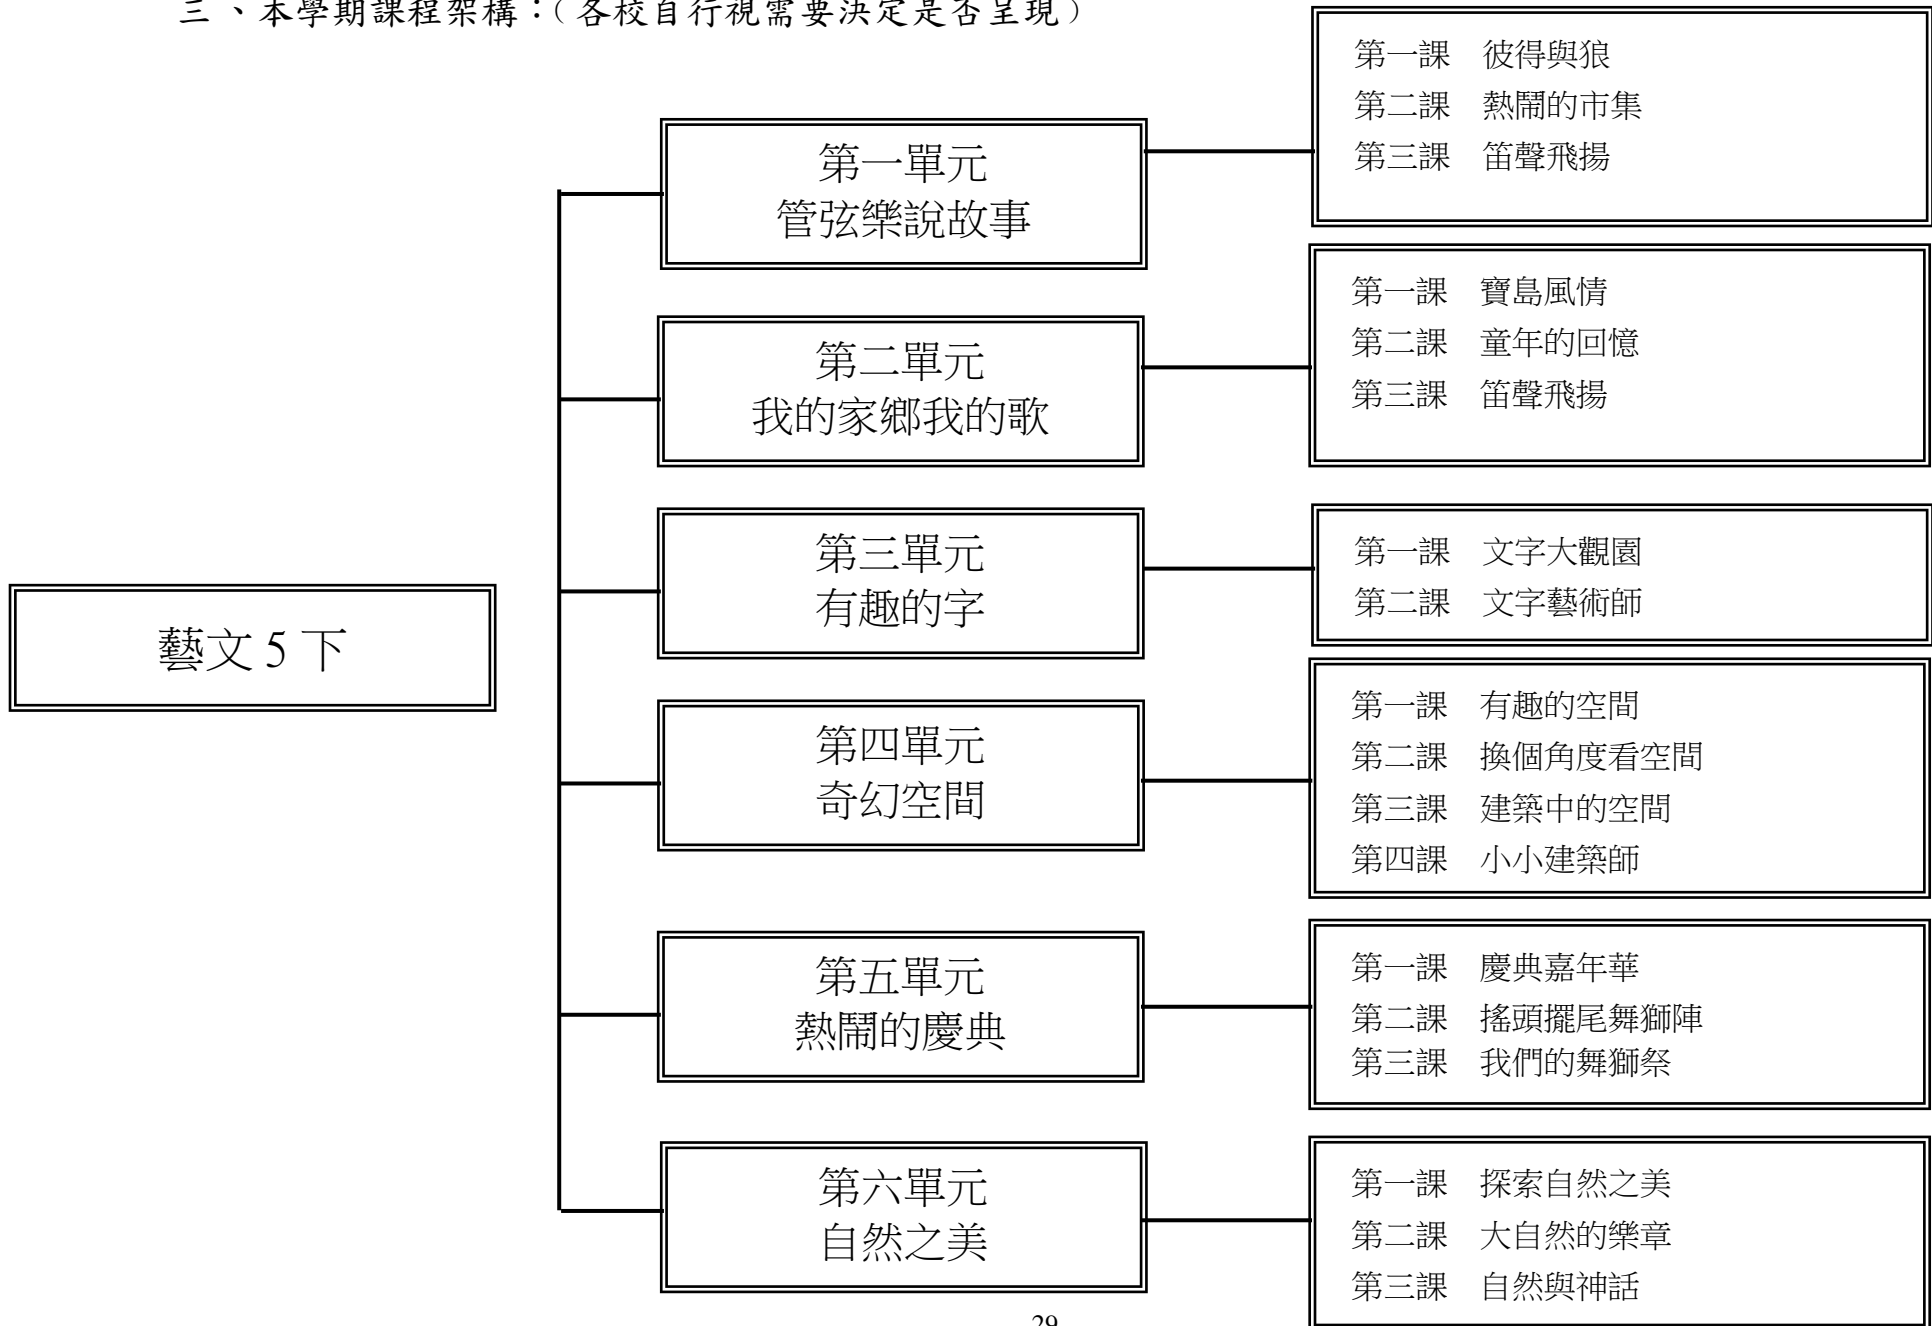 三、本學期課程架構：（各校自行視需要決定是否呈現）
藝文 5 下
第一單元
管弦樂說故事
第一課 彼得與狼
第二課 熱鬧的市集
第三課 笛聲飛揚
第二單元
我的家鄉我的歌
第一課 寶島風情
第二課 童年的回憶
第三課 笛聲飛揚
第三單元
有趣的字
第一課 文字大觀園
第二課 文字藝術師
第四單元
奇幻空間
第一課 有趣的空間
第二課 換個角度看空間
第三課 建築中的空間
第四課 小小建築師
第五單元
熱鬧的慶典
第一課 慶典嘉年華
第二課 搖頭擺尾舞獅陣
第三課 我們的舞獅祭
第六單元
自然之美
第一課 探索自然之美
第二課 大自然的樂章
第三課 自然與神話
29